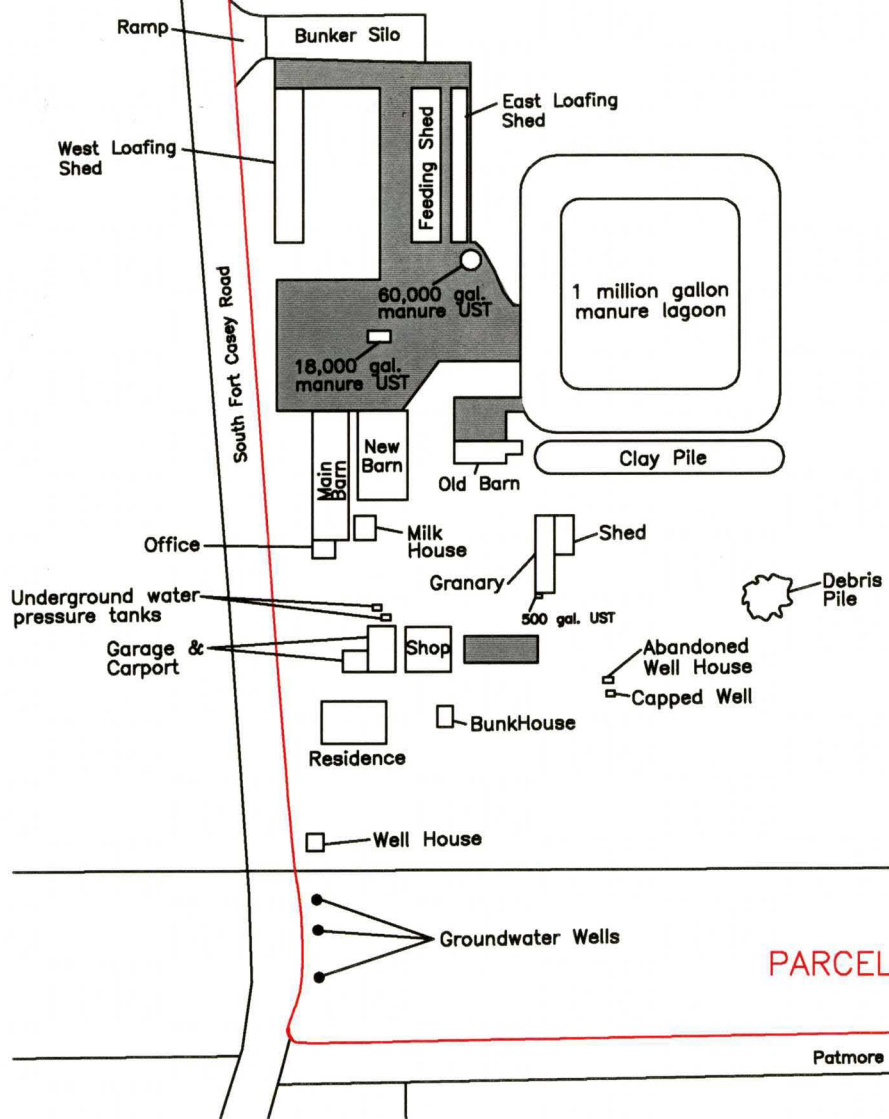 Ramp
Bunker Silo
East Loafing
Shed
West Loafing
Shed
Feeding Shed
60,000 gal.
manure UST
1 million gallon
manure lagoon
18,000 gal.
manure UST
South Fort Casey Road
Main
Barn
New
Barn
Old Barn
Clay Pile
Office
Milk
House
Shed
Granary
500 gal. UST
Debris
Pile
Underground water
pressure tanks
Garage &
Carport
Shop
Abandoned
Well House
Capped Well
BunkHouse
Residence
Well House
Groundwater Wells
PARCEL
Patmore